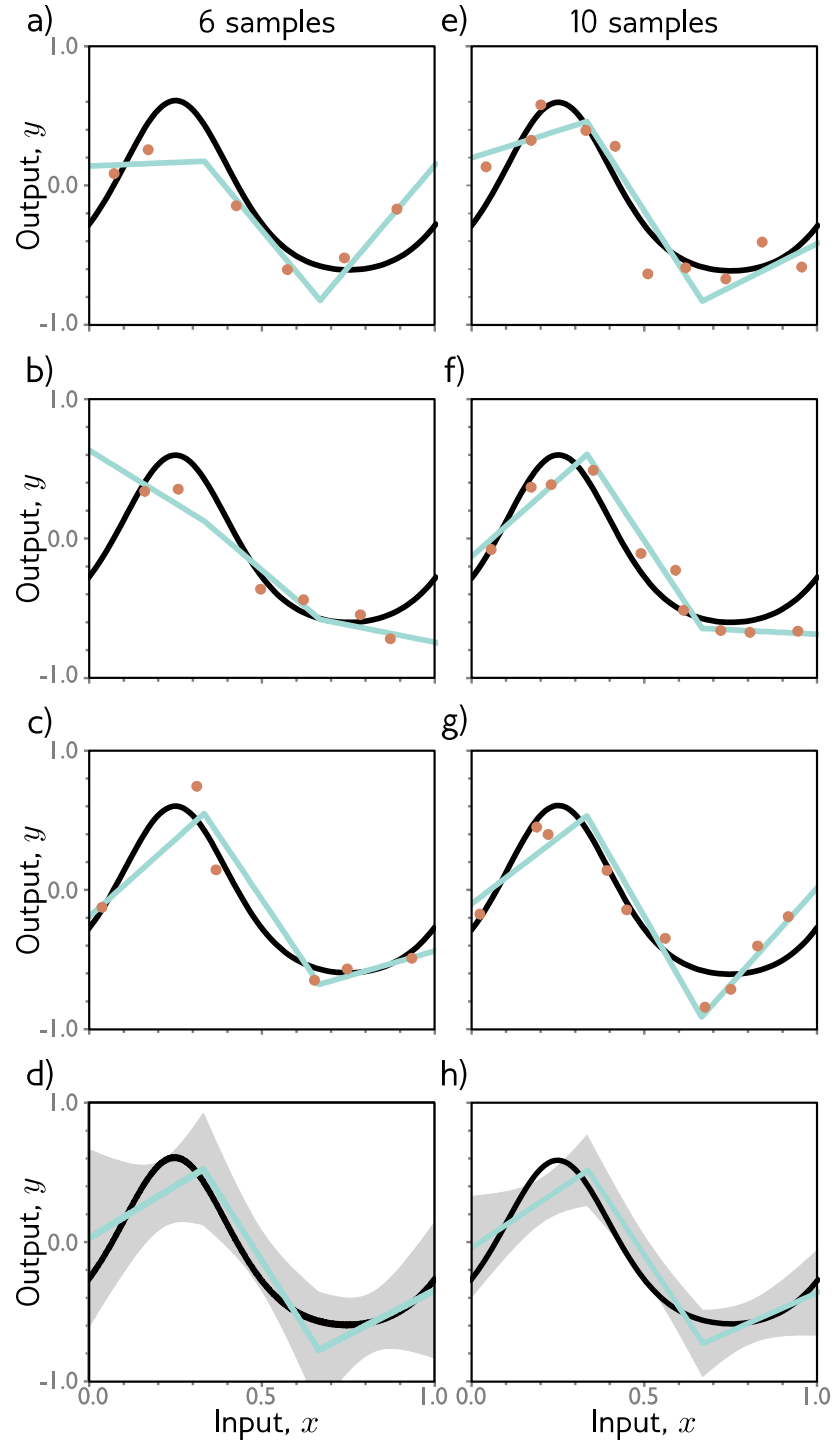 a) 6 samples e) 10 samples
1.0
0.0
-1.0
Output, y
b) f)
1.0
0.0
-1.0
Output, y
c) g)
1.0
0.0
-1.0
Output, y
d) h)
1.0
0.0
-1.0
Output, y
0.0 0.5 1.0 0.0 0.5 1.0
Input, x Input, x